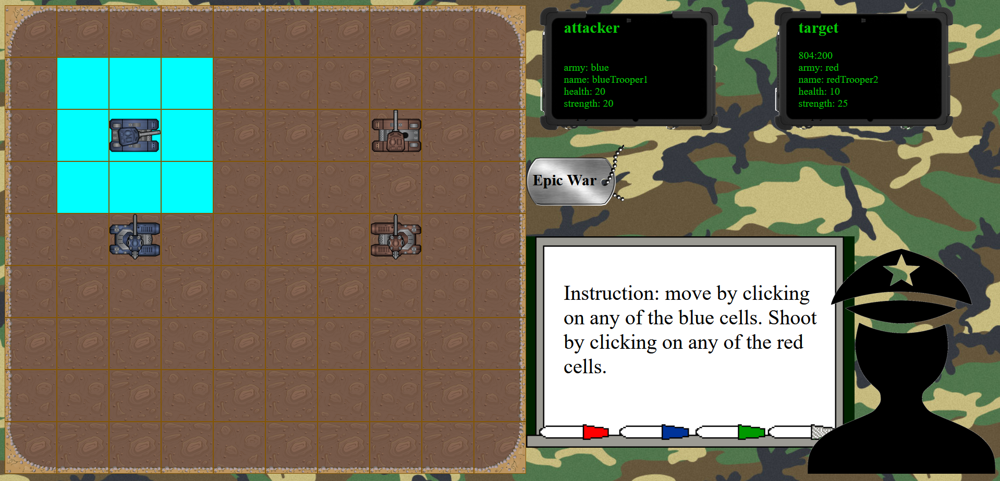 attacker
army: blue
name: blueTrooper1
health: 20
strength: 20
target
804:200
army: red
name: redTrooper2
health: 10
strength: 25
Epic War
Instruction: move by clicking
on any of the blue cells. Shoot
by clicking on any of the red
cells.